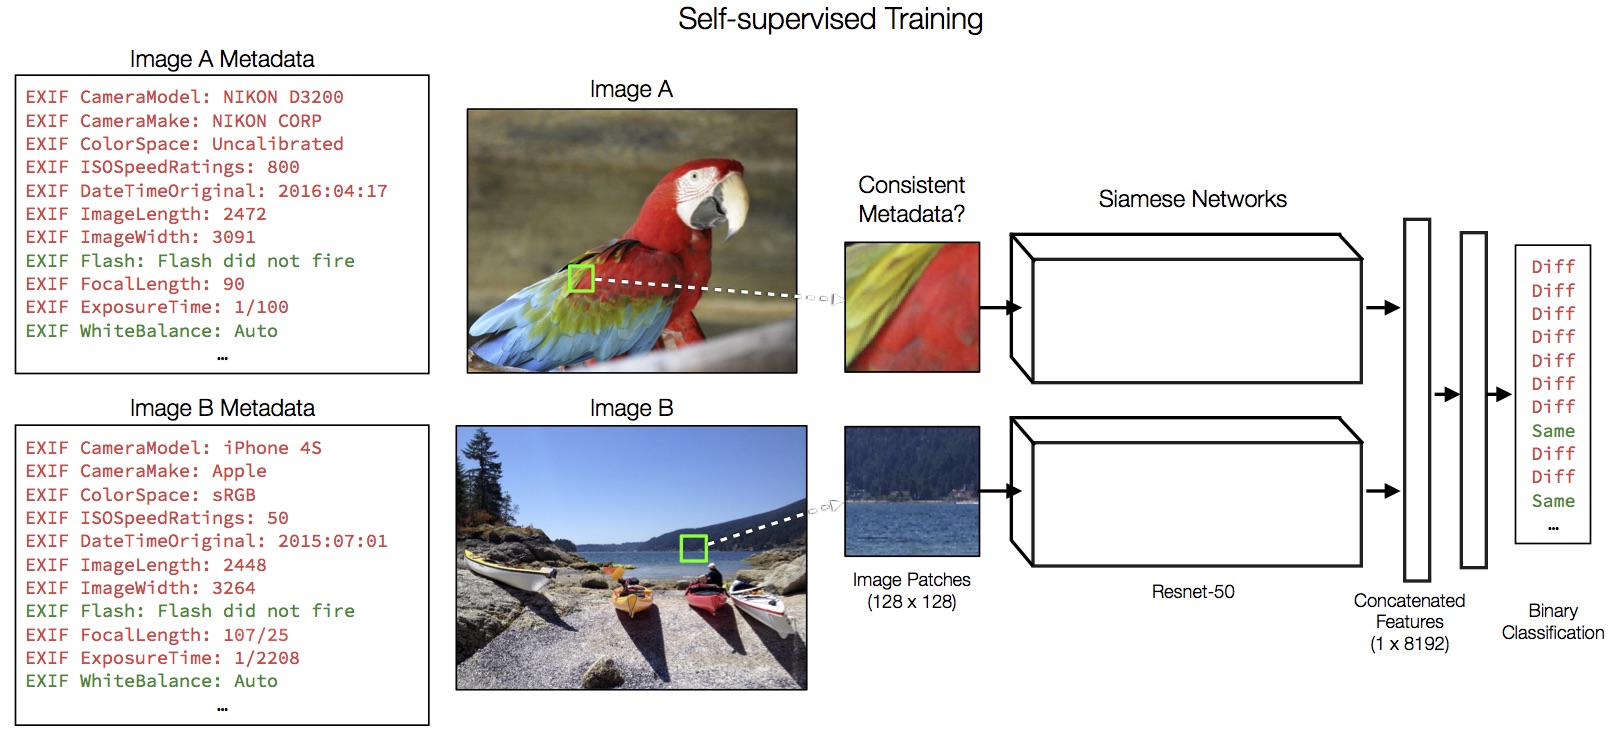 Self-supervised Training
Image A Metadata
EXIF CameraModel: NIKON D3200
EXIF CameraMake: NIKON CORP
EXIF ColorSpace: Uncalibrated
EXIF ISOSpeedRatings: 800
EXIF DateTimeOriginal: 2016:04:17
EXIF ImageLength: 2472
EXIF ImageWidth: 3091
EXIF Flash: Flash did not fire
EXIF FocalLength: 90
EXIF ExposureTime: 1/100
EXIF WhiteBalance: Auto
…
Image B Metadata
EXIF CameraModel: iPhone 4S
EXIF CameraMake: Apple
EXIF ColorSpace: sRGB
EXIF ISOSpeedRatings: 50
EXIF DateTimeOriginal: 2015:07:01
EXIF ImageLength: 2448
EXIF ImageWidth: 3264
EXIF Flash: Flash did not fire
EXIF FocalLength: 107/25
EXIF ExposureTime: 1/2208
EXIF WhiteBalance: Auto
…
Image A
Image B
Consistent
Metadata?
Image Patches
(128 x 128)
Siamese Networks
Resnet-50
Concatenated
Features
(1 x 8192)
Diff
Diff
Diff
Diff
Diff
Diff
Diff
Same
Diff
Diff
Same
…
Binary
Classification